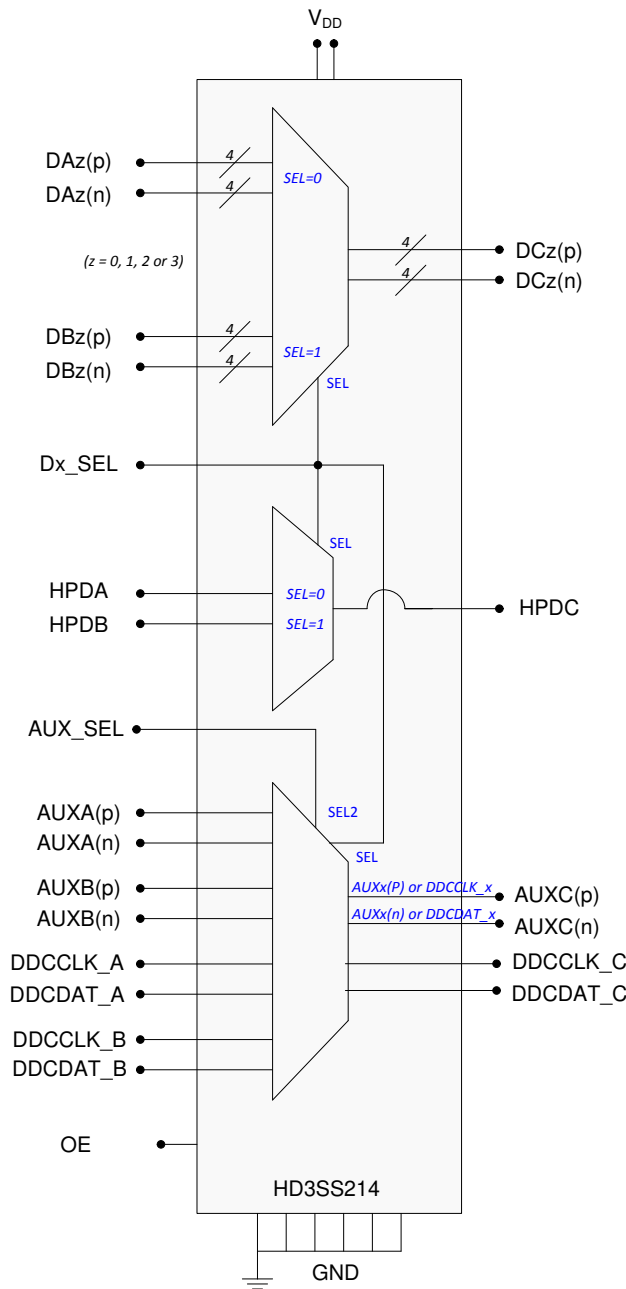 VDD
DAz(p)
4
DAz(n)
4
SEL=0
(z = 0, 1, 2 or 3)
4
DCz(p)
4
DCz(n)
DBz(p)
4
DBz(n)
4
SEL=1
SEL
Dx_SEL
SEL
HPDA
SEL=0
HPDB
SEL=1
HPDC
AUX_SEL
AUXA(p)
SEL2
AUXA(n)
SEL
AUXB(p)
AUXx(P) or DDCCLK_x
AUXC(p)
AUXB(n)
AUXx(n) or DDCDAT_x
AUXC(n)
DDCCLK_A
DDCCLK_C
DDCDAT_A
DDCDAT_C
DDCCLK_B
DDCDAT_B
OE
HD3SS214
GND